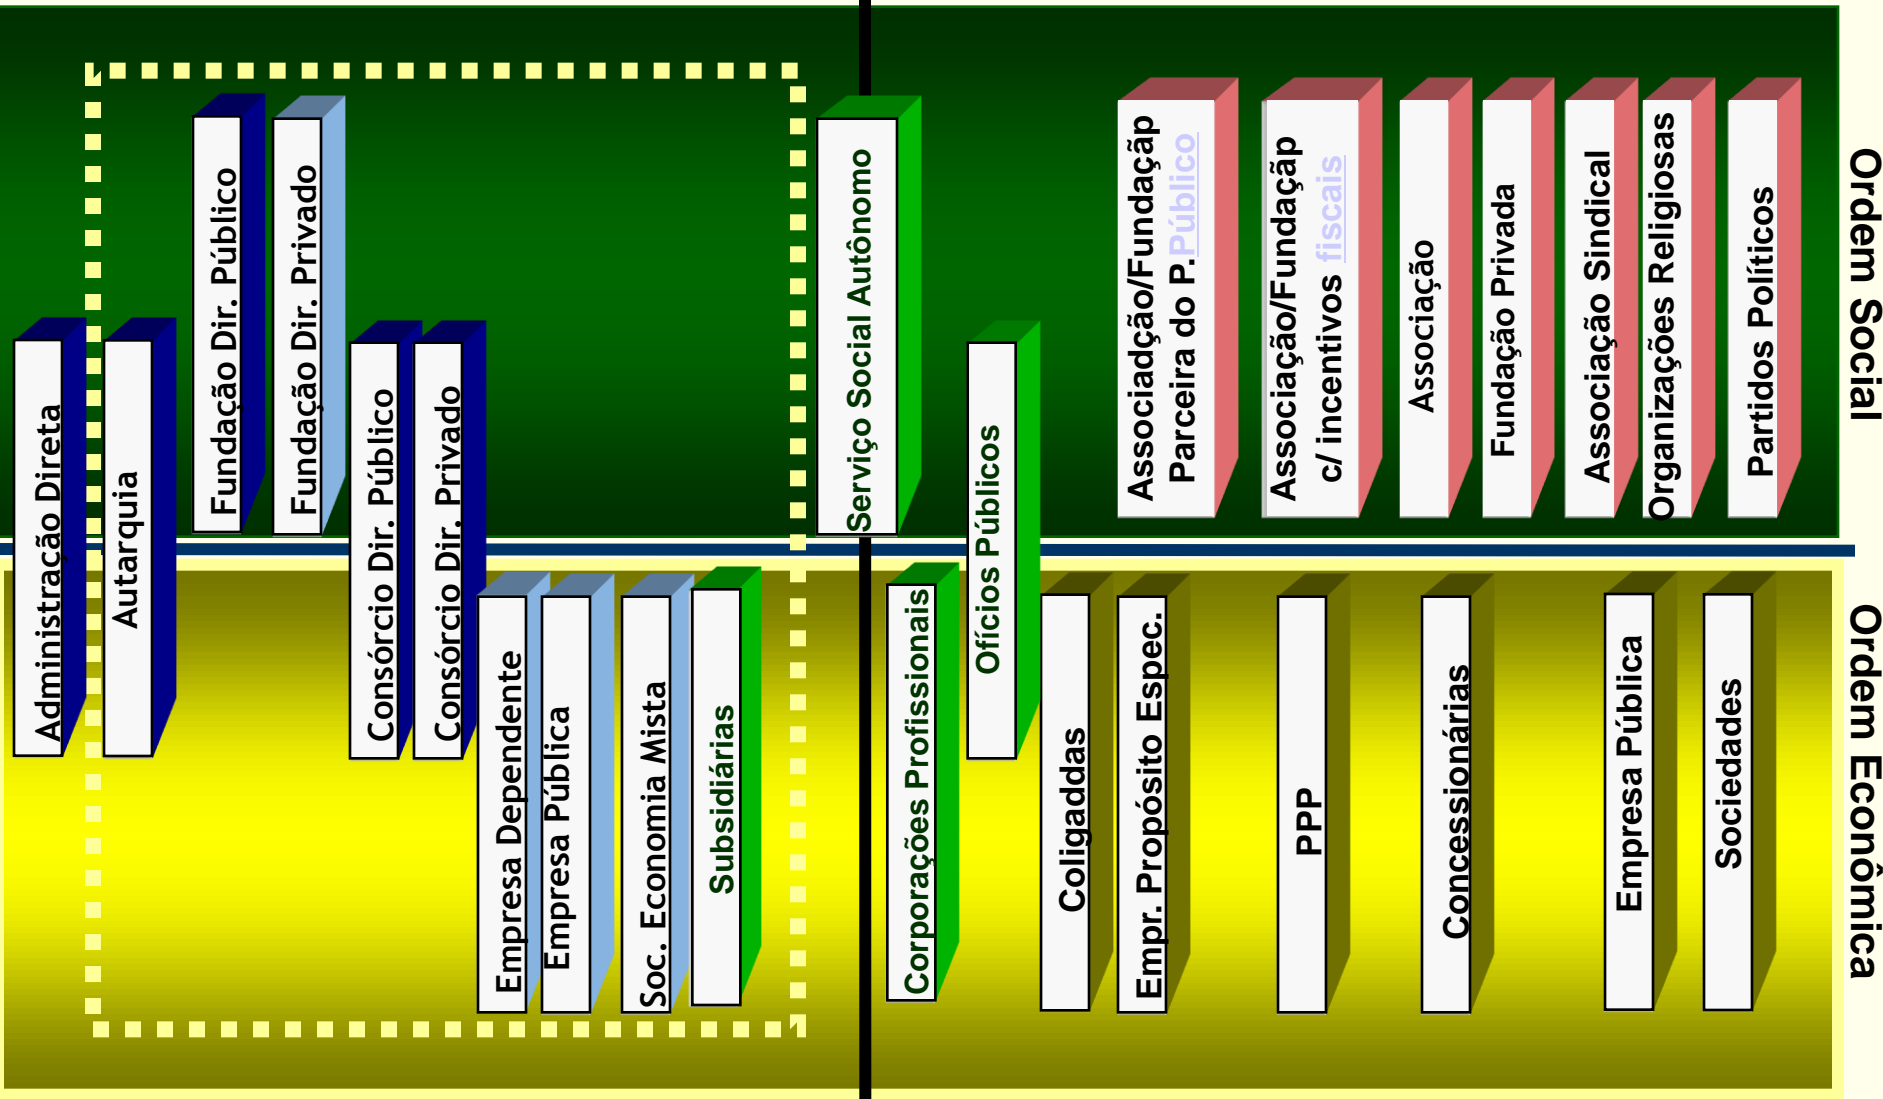 Administração Direta
Autarquia
Fundação Dir. Público
Fundação Dir. Privado
Consórcio Dir. Público
Consórcio Dir. Privado
Empresa Dependente
Empresa Pública
Soc. Economia Mista
Subsidiárias
Serviço Social Autônomo
Corporações Profissionais
Ofícios Públicos
Coligaddas
Empr. Propósito Espec.
PPP
Concessionárias
Empresa Pública
Sociedades
Associadção/Fundaçãp
Parceira do P.Público
Associação/Fundaçãp
c/ incentivos fiscais
Associação
Fundação Privada
Associação Sindical
Organizações Religiosas
Partidos Políticos
Ordem Social
Ordem Econômica